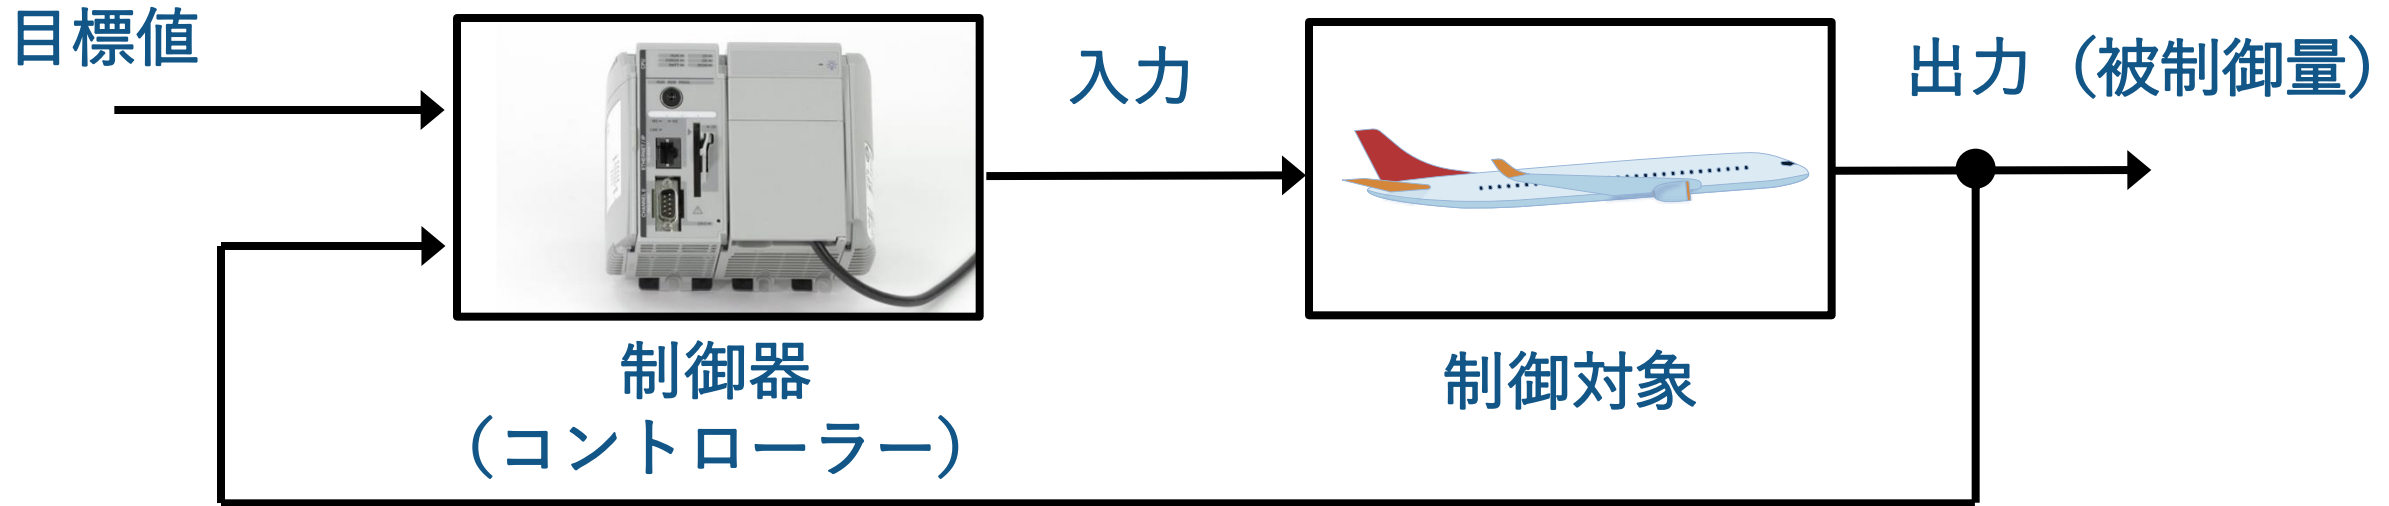 目標値
入力
出力（被制御量）
制御器
（コントローラー）
制御対象